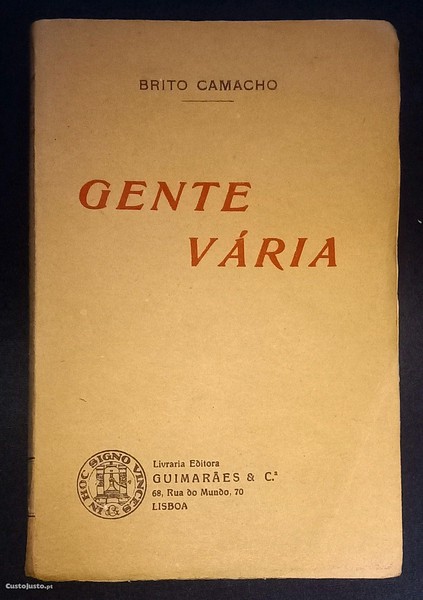 BRITO CAMACHO
GENTE
VÁRIA
IN HOC SIGNO VINCES
Livraria Editora
GUIMARÃES & C.ª
68, Rua do Mundo, 70
LISBOA
CustoJusto.pt